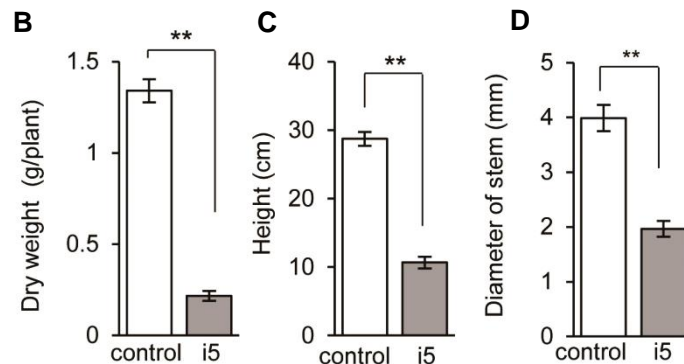 B
**
Dry weight (g/plant)
1.5
1
0.5
0
control i5
C
**
Height (cm)
40
30
20
10
0
control i5
D
**
Diameter of stem (mm)
5
4
3
2
1
0
control i5